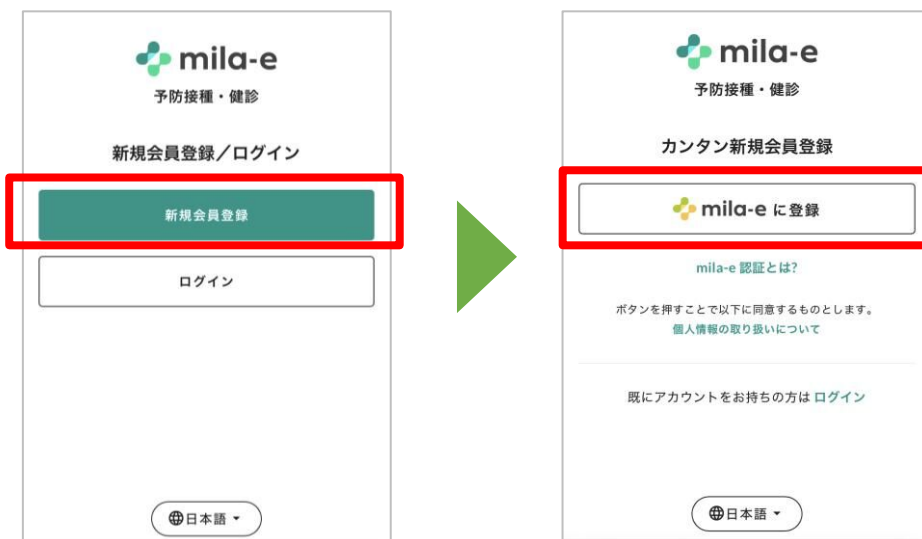 mila-e
予防接種・健診
新規会員登録／ログイン
新規会員登録
ログイン
日本語
mila-e
予防接種・健診
カンタン新規会員登録
mila-e に登録
mila-e 認証とは?
ボタンを押すことで以下に同意するものとします。
個人情報の取り扱いについて
既にアカウントをお持ちの方は ログイン
日本語